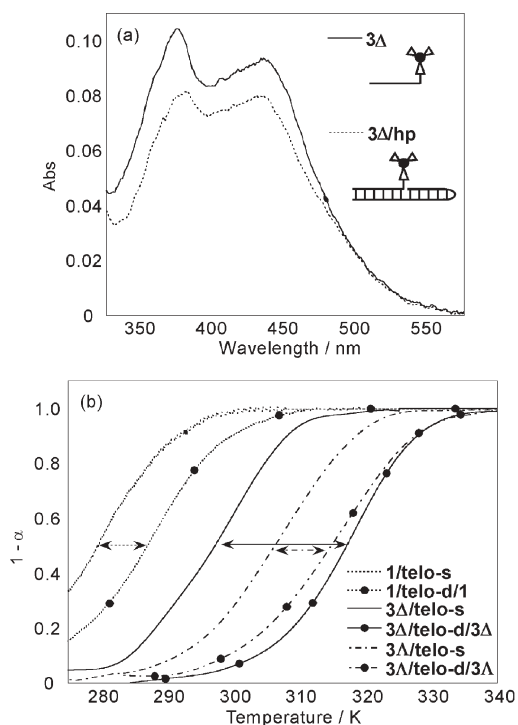 (a)
3Δ
3Δ/hp
Abs
0.10
0.08
0.06
0.04
0.02
0
350 400 450 500 550
Wavelength / nm
(b)
1 - α
1.0
0.8
0.6
0.4
0.2
0
1/telo-s
1/telo-d/1
3Δ/telo-s
3Δ/telo-d/3Δ
3Λ/telo-s
3Λ/telo-d/3Λ
280 290 300 310 320 330 340
Temperature / K